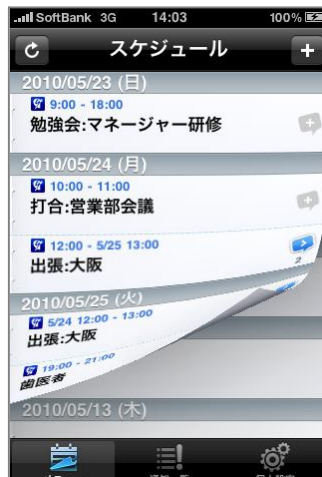 SoftBank 3G 14:03 100%
スケジュール
2010/05/23 (日)
9:00 - 18:00
勉強会:マネージャー研修
2010/05/24 (月)
10:00 - 11:00
打合:営業部会議
12:00 - 5/25 13:00
出張:大阪
2
2010/05/25 (火)
5/24 12:00 - 13:00
出張:大阪
19:00 - 21:00
歯医者
2010/05/13 (木)